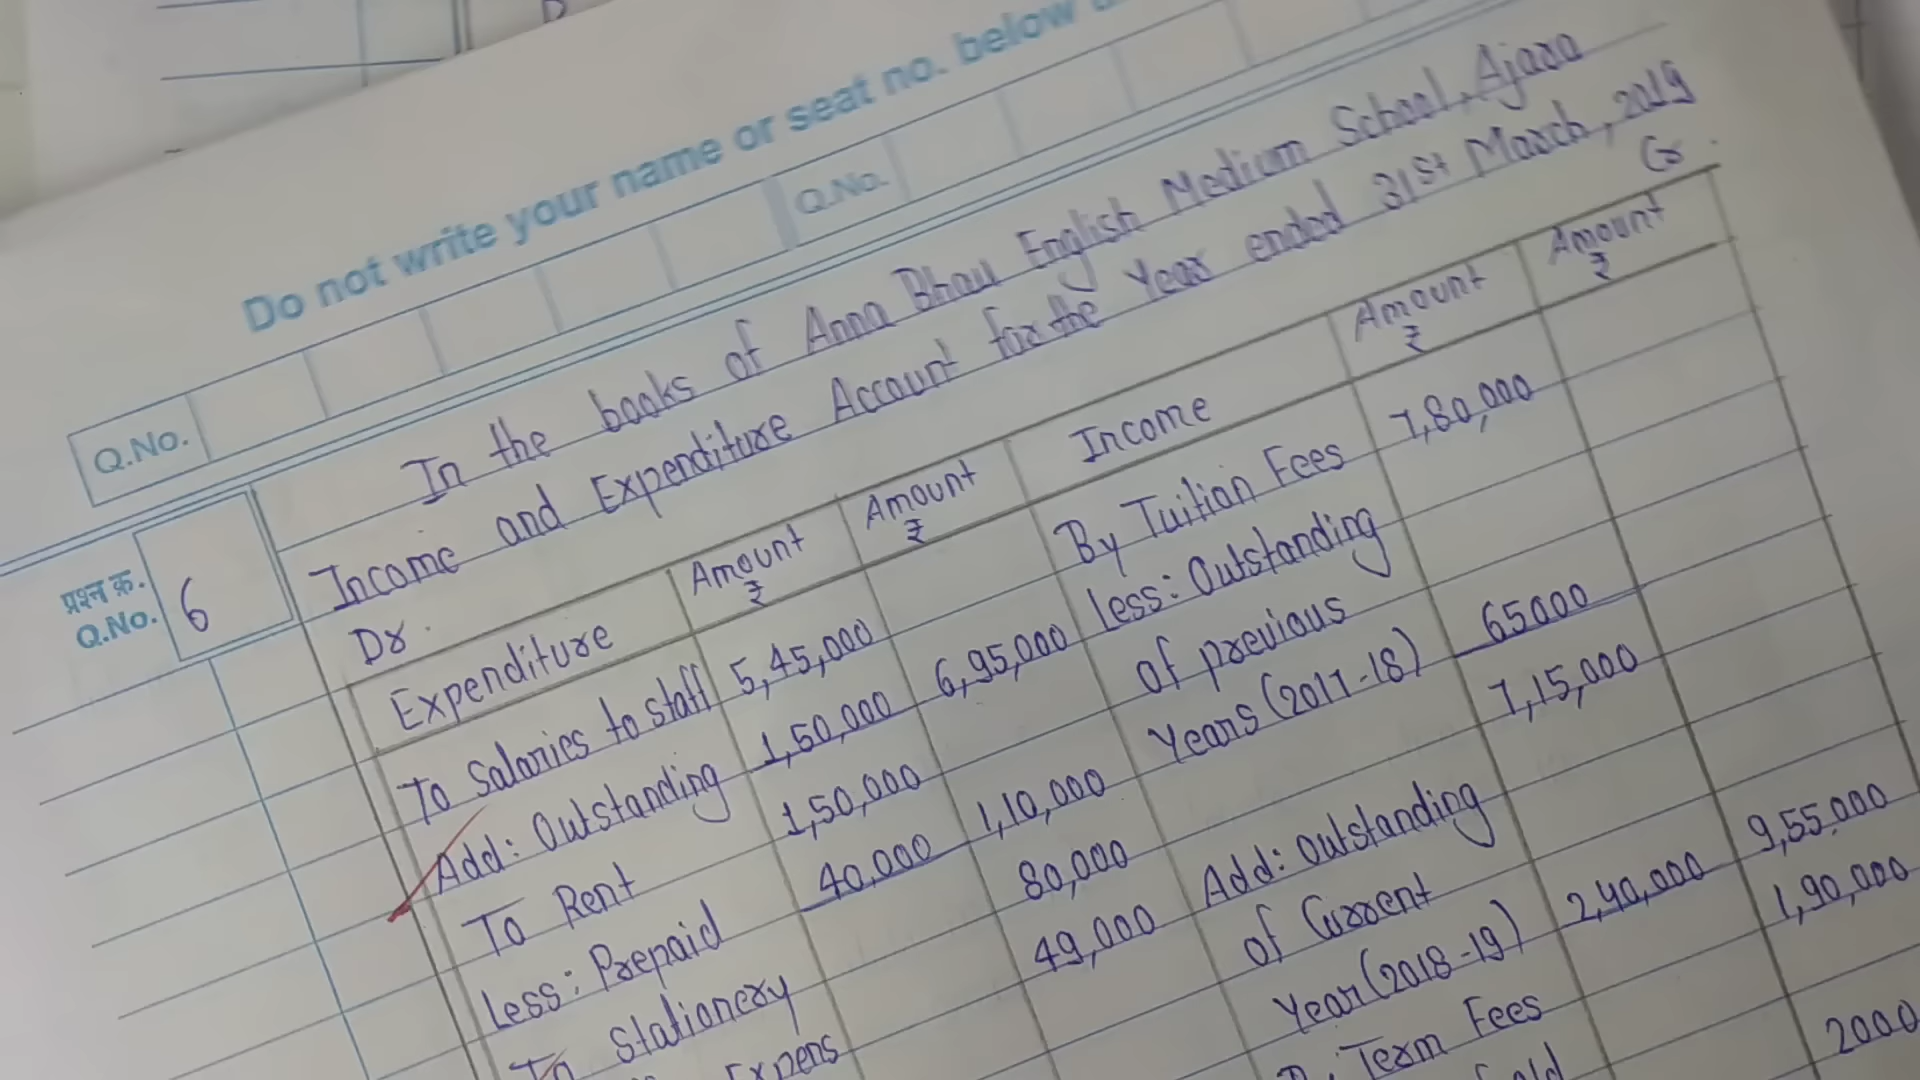 Do not write your name or seat no. below
Q.No. Q.No.
In the books of Anna Bhau English Medium School, Ajara
प्रश्न क्र. Q.No. 6
Income and Expenditure Account for the Year ended 31st March, 2019
Dr. Cr.
Expenditure Amount ₹ Amount ₹ Income Amount ₹ Amount ₹
To Salaries to staff 5,45,000
Add: Outstanding 1,50,000 6,95,000
To Rent 1,50,000
Less: Prepaid 40,000 1,10,000
To Stationery 80,000
49,000
By Tuitian Fees 7,80,000
less: Outstanding
of previous
Years (2017-18) 65000
7,15,000
Add: Outstanding
of Current
Year (2018-19) 2,40,000 9,55,000
Term Fees 1,90,000
2000